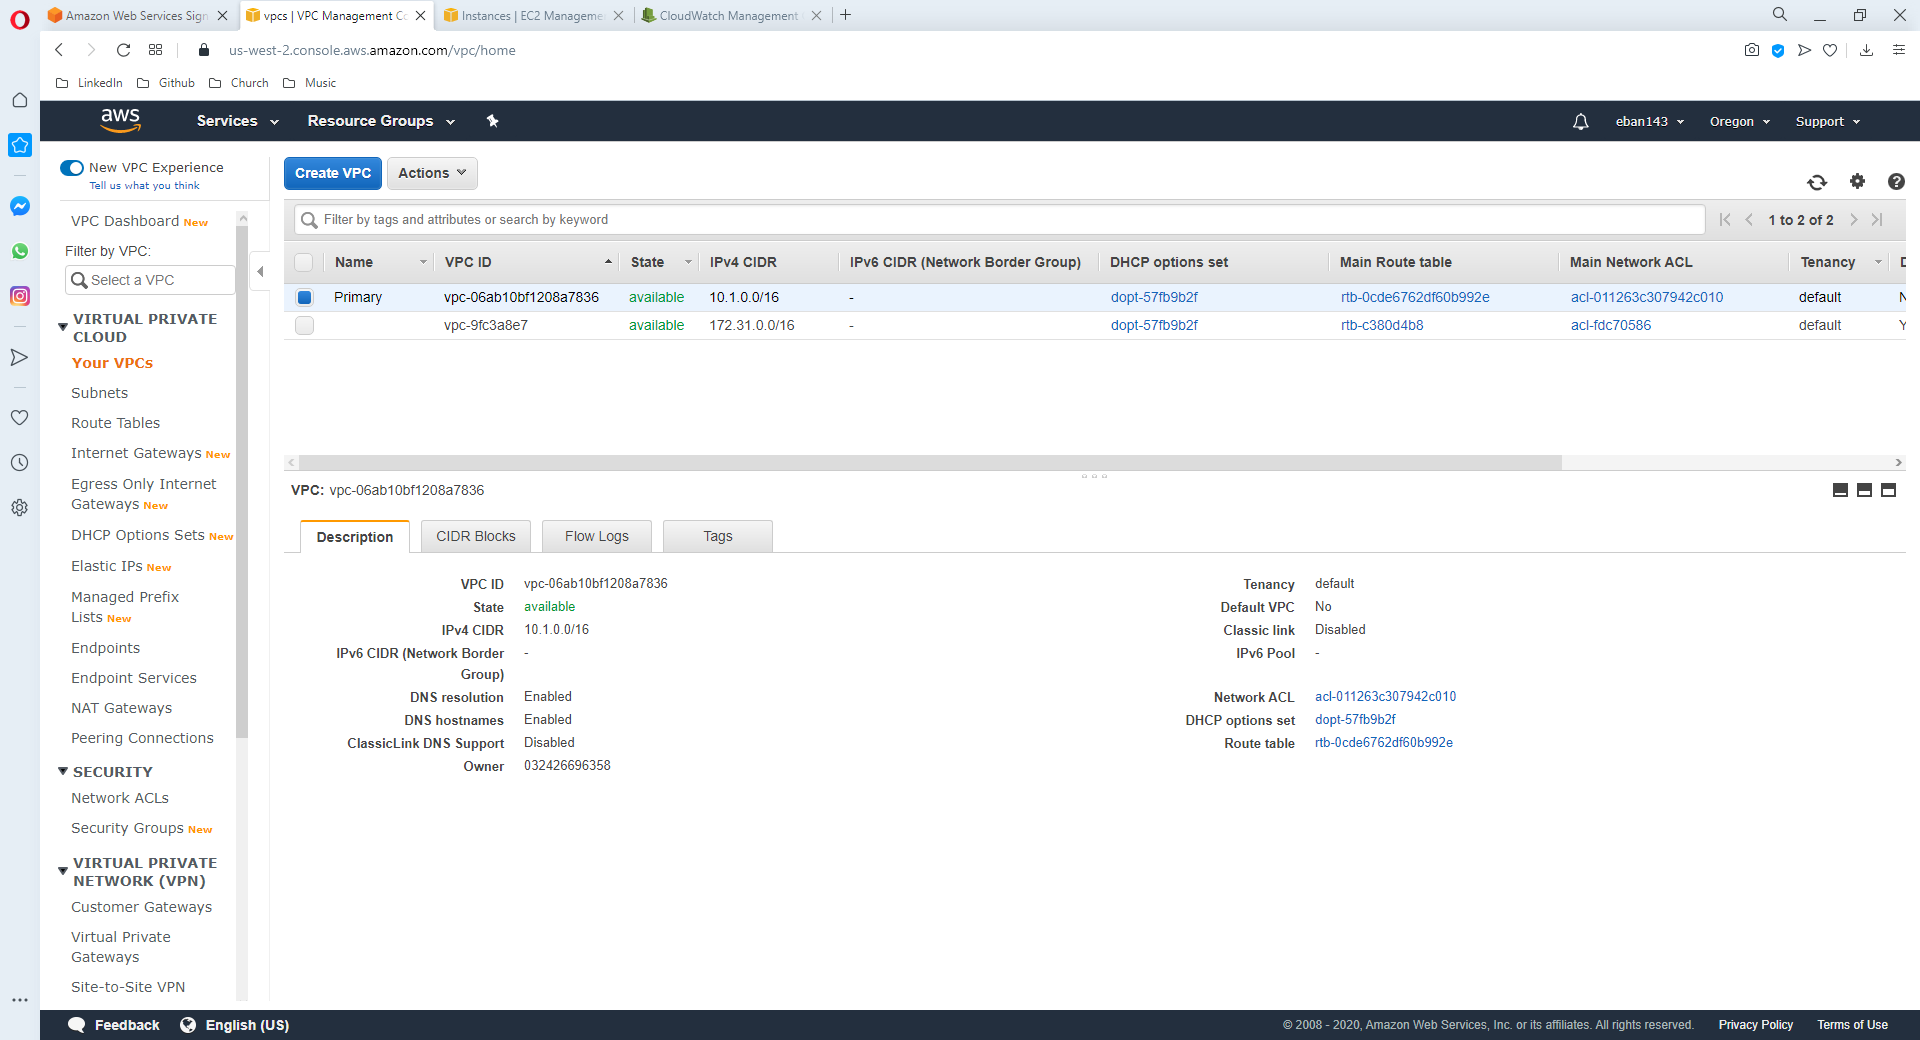 Amazon Web Services Sign
vpcs | VPC Management Co
Instances | EC2 Manageme
CloudWatch Management
us-west-2.console.aws.amazon.com/vpc/home
LinkedIn
Github
Church
Music
aws
Services
Resource Groups
eban143
Oregon
Support
New VPC Experience
Tell us what you think
VPC Dashboard New
Filter by VPC:
Select a VPC
VIRTUAL PRIVATE
CLOUD
Your VPCs
Subnets
Route Tables
Internet Gateways New
Egress Only Internet
Gateways New
DHCP Options Sets New
Elastic IPs New
Managed Prefix
Lists New
Endpoints
Endpoint Services
NAT Gateways
Peering Connections
SECURITY
Network ACLs
Security Groups New
VIRTUAL PRIVATE
NETWORK (VPN)
Customer Gateways
Virtual Private
Gateways
Site-to-Site VPN
Create VPC
Actions
Filter by tags and attributes or search by keyword
1 to 2 of 2
Name VPC ID State IPv4 CIDR IPv6 CIDR (Network Border Group) DHCP options set Main Route table Main Network ACL Tenancy
Primary vpc-06ab10bf1208a7836 available 10.1.0.0/16 - dopt-57fb9b2f rtb-0cde6762df60b992e acl-011263c307942c010 default
vpc-9fc3a8e7 available 172.31.0.0/16 - dopt-57fb9b2f rtb-c380d4b8 acl-fdc70586 default
VPC: vpc-06ab10bf1208a7836
Description
CIDR Blocks
Flow Logs
Tags
VPC ID vpc-06ab10bf1208a7836
State available
IPv4 CIDR 10.1.0.0/16
IPv6 CIDR (Network Border -
Group)
DNS resolution Enabled
DNS hostnames Enabled
ClassicLink DNS Support Disabled
Owner 032426696358
Tenancy default
Default VPC No
Classic link Disabled
IPv6 Pool -
Network ACL acl-011263c307942c010
DHCP options set dopt-57fb9b2f
Route table rtb-0cde6762df60b992e
Feedback
English (US)
© 2008 - 2020, Amazon Web Services, Inc. or its affiliates. All rights reserved.
Privacy Policy
Terms of Use